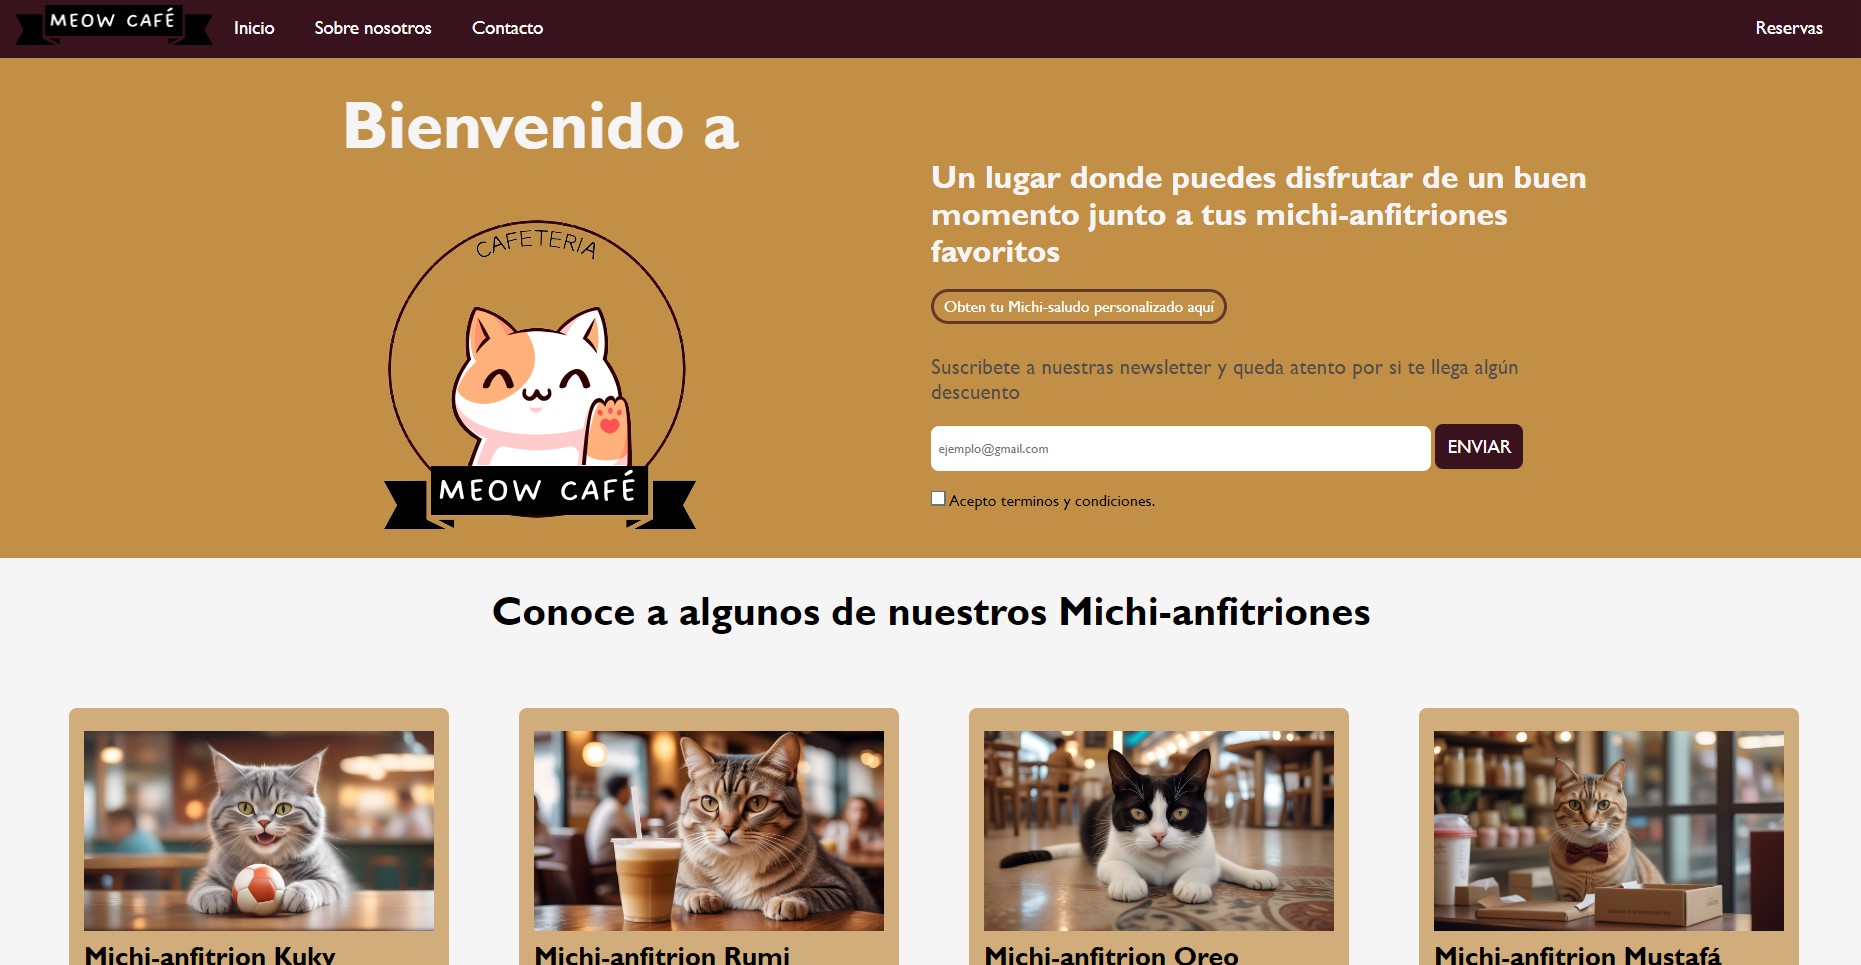 MEOW CAFÉ
Inicio
Sobre nosotros
Contacto
Reservas
Bienvenido a
CAFETERIA
MEOW CAFÉ
Un lugar donde puedes disfrutar de un buen
momento junto a tus michi-anfitriones
favoritos
Obten tu Michi-saludo personalizado aquí
Suscribete a nuestras newsletter y queda atento por si te llega algún
descuento
ejemplo@gmail.com
ENVIAR
Acepto terminos y condiciones.
Conoce a algunos de nuestros Michi-anfitriones
Michi-anfitrion Kuky
Michi-anfitrion Rumi
Michi-anfitrion Oreo
Michi-anfitrion Mustafá